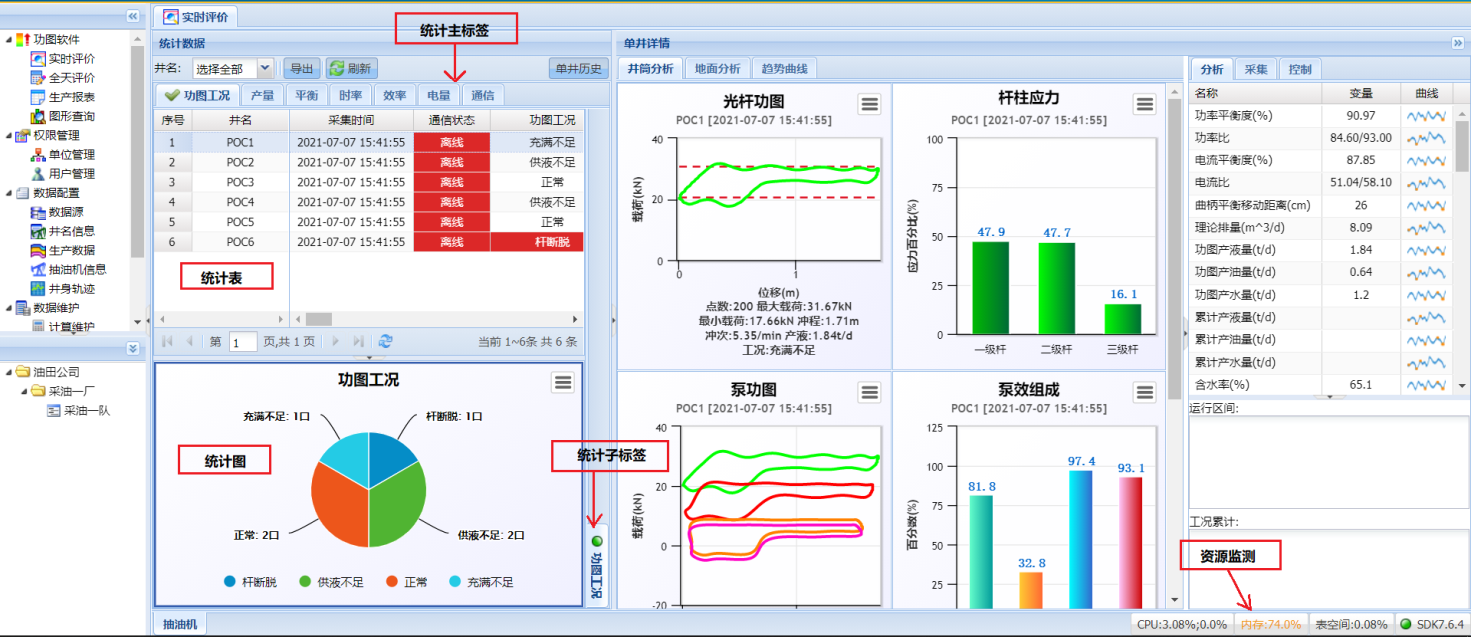 实时评价
统计主标签
功图软件
实时评价
全天评价
生产报表
图形查询
权限管理
单位管理
用户管理
数据配置
数据源
井名信息
生产数据
抽油机信息
井身轨迹
数据维护
计算维护
油田公司
采油一厂
采油一队
统计数据
井名: 选择全部 导出 刷新 单井历史
功图工况 产量 平衡 时率 效率 电量 通信
序号 井名 采集时间 通信状态 功图工况
1 POC1 2021-07-07 15:41:55 离线 充满不足
2 POC2 2021-07-07 15:41:55 离线 供液不足
3 POC3 2021-07-07 15:41:55 离线 正常
4 POC4 2021-07-07 15:41:55 离线 供液不足
5 POC5 2021-07-07 15:41:55 离线 正常
6 POC6 2021-07-07 15:41:55 离线 杆断脱
统计表
第 1 页,共 1 页 当前 1~6条 共 6 条
功图工况
充满不足: 1口
杆断脱: 1口
统计图
正常: 2口
供液不足: 2口
杆断脱 供液不足 正常 充满不足
统计子标签
功图工况
抽油机
单井详情
井筒分析 地面分析 趋势曲线
光杆功图
POC1 [2021-07-07 15:41:55]
载荷(kN)
40
20
0
0 1
位移(m)
点数:200 最大载荷:31.67kN
最小载荷:17.66kN 冲程:1.71m
冲次:5.35/min 产液:1.84t/d
工况:充满不足
杆柱应力
POC1 [2021-07-07 15:41:55]
应力百分比(%)
100
75
50
25
0
47.9 47.7 16.1
一级杆 二级杆 三级杆
泵功图
POC1 [2021-07-07 15:41:55]
载荷(kN)
40
20
0
-20
泵效组成
POC1 [2021-07-07 15:41:55]
百分数(%)
125
100
75
50
25
81.8 32.8 97.4 93.1
分析 采集 控制
名称 变量 曲线
功率平衡度(%) 90.97
功率比 84.60/93.00
电流平衡度(%) 87.85
电流比 51.04/58.10
曲柄平衡移动距离(cm) 26
理论排量(m^3/d) 8.09
功图产液量(t/d) 1.84
功图产油量(t/d) 0.64
功图产水量(t/d) 1.2
累计产液量(t/d)
累计产油量(t/d)
累计产水量(t/d)
含水率(%) 65.1
运行区间:
工况累计:
资源监测
CPU:3.08%;0.0% 内存:74.0% 表空间:0.08% SDK7.6.4